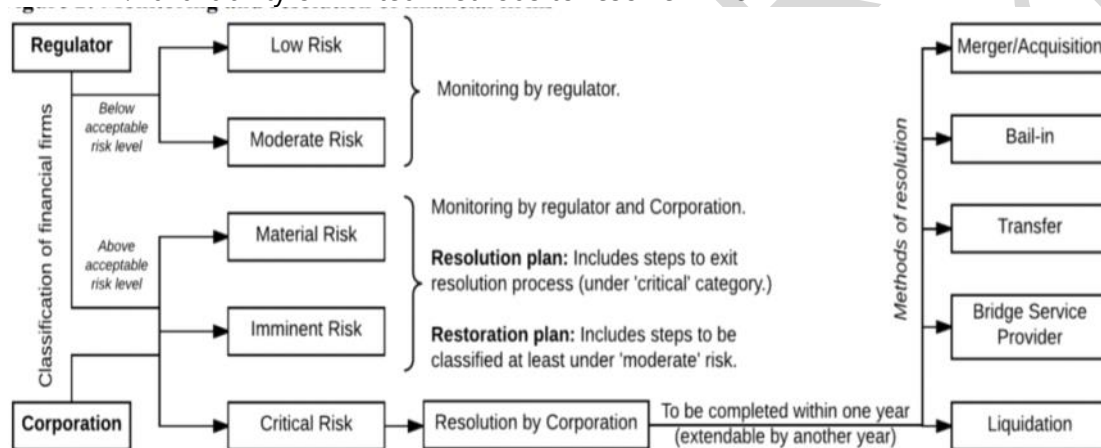 Regulator
Corporation
Classification of financial firms
Below
acceptable
risk level
Above
acceptable
risk level
Low Risk
Moderate Risk
Monitoring by regulator.
Material Risk
Imminent Risk
Monitoring by regulator and Corporation.
Resolution plan: Includes steps to exit
resolution process (under 'critical' category.)
Restoration plan: Includes steps to be
classified at least under 'moderate' risk.
Critical Risk
Resolution by Corporation
To be completed within one year
(extendable by another year)
Methods of resolution
Merger/Acquisition
Bail-in
Transfer
Bridge Service
Provider
Liquidation